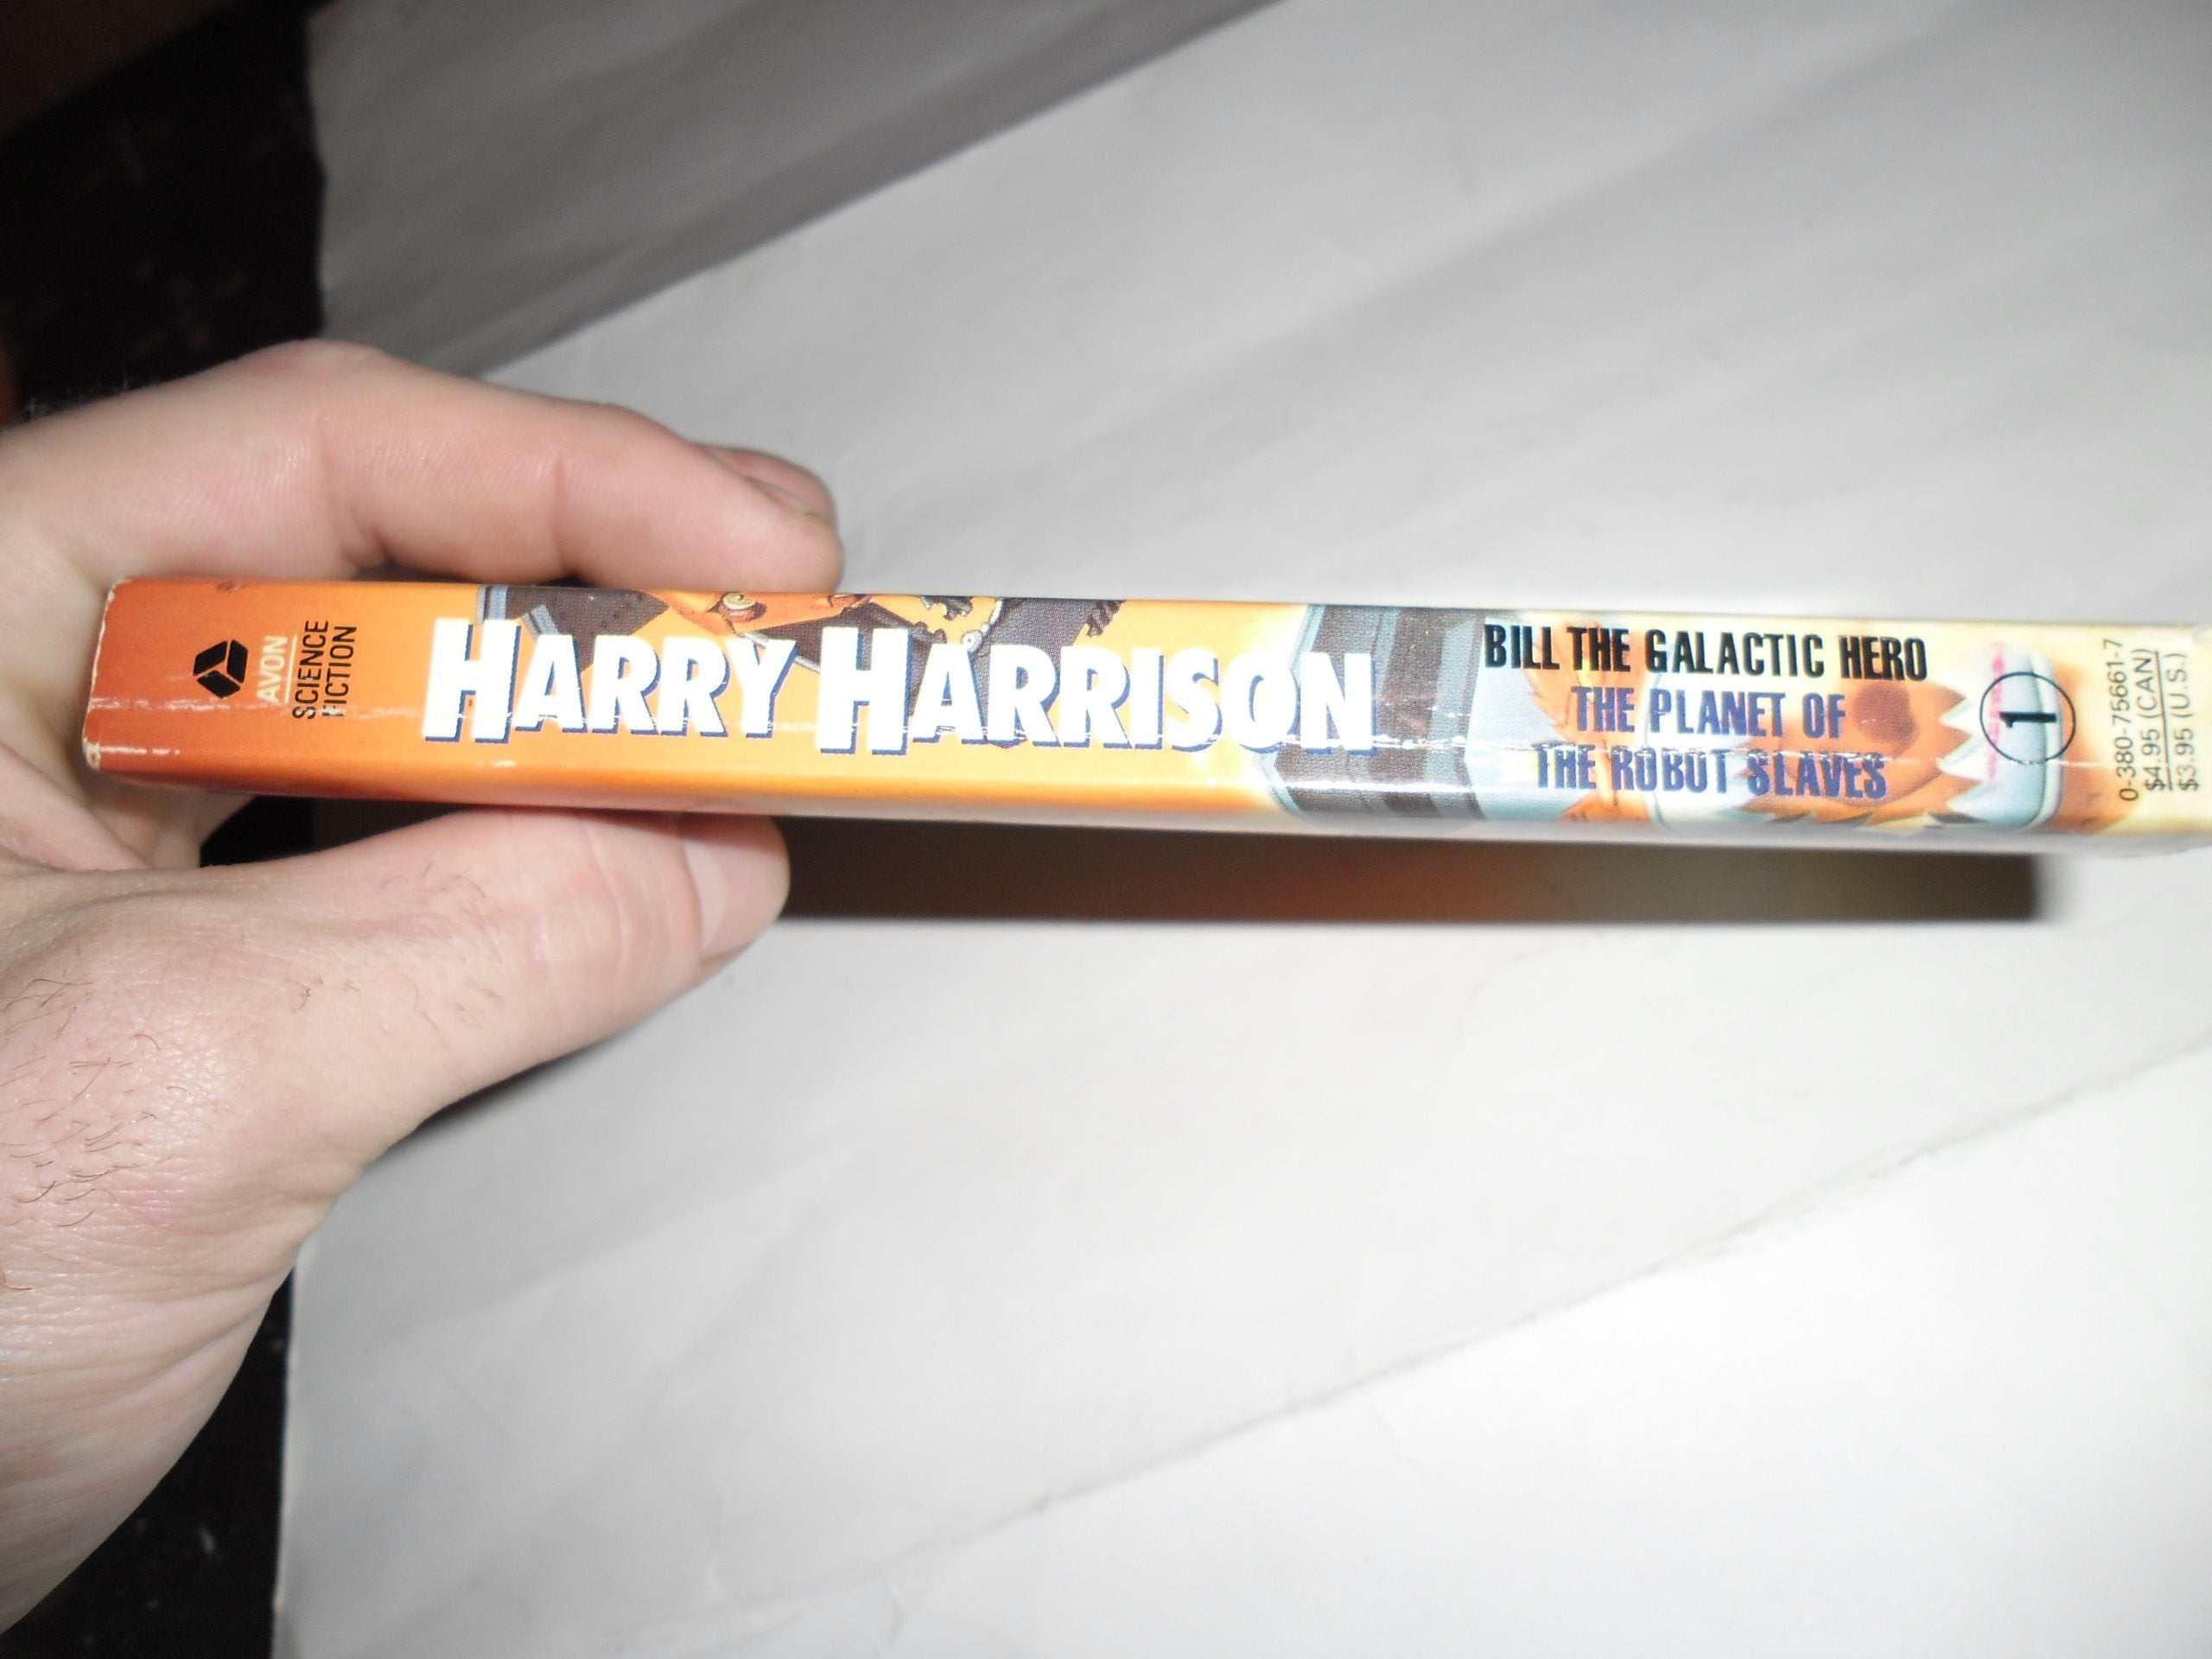 AVON
SCIENCE
FICTION
HARRY HARRISON
BILL THE GALACTIC HERO
THE PLANET OF
THE ROBOT SLAVES
1
0-380-75661-7
$4.95 (CAN)
$3.95 (U.S.)